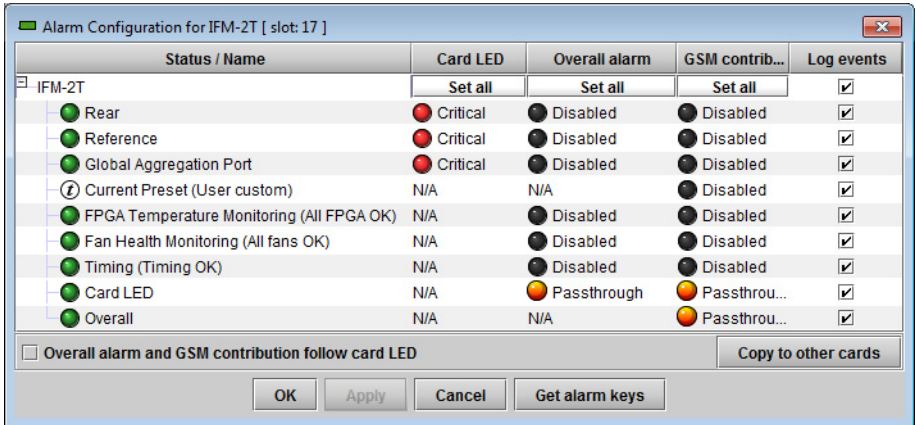 Alarm Configuration for IFM-2T [ slot: 17 ]
Status / Name Card LED Overall alarm GSM contrib... Log events
IFM-2T Set all Set all Set all
Rear Critical Disabled Disabled
Reference Critical Disabled Disabled
Global Aggregation Port Critical Disabled Disabled
t Current Preset (User custom) N/A N/A Disabled
FPGA Temperature Monitoring (All FPGA OK) N/A Disabled Disabled
Fan Health Monitoring (All fans OK) N/A Disabled Disabled
Timing (Timing OK) N/A Disabled Disabled
Card LED N/A Passthrough Passthrou...
Overall N/A N/A Passthrou...
Overall alarm and GSM contribution follow card LED Copy to other cards
OK Apply Cancel Get alarm keys